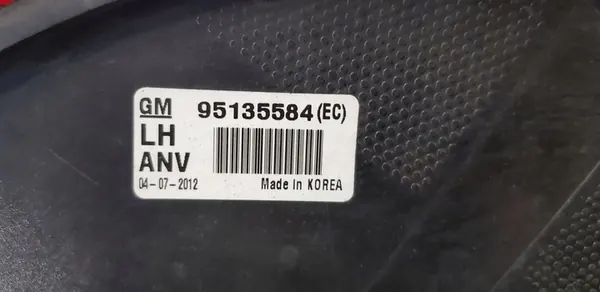 GM 95135584 (EC)
LH
ANV
04-07-2012 Made in KOREA